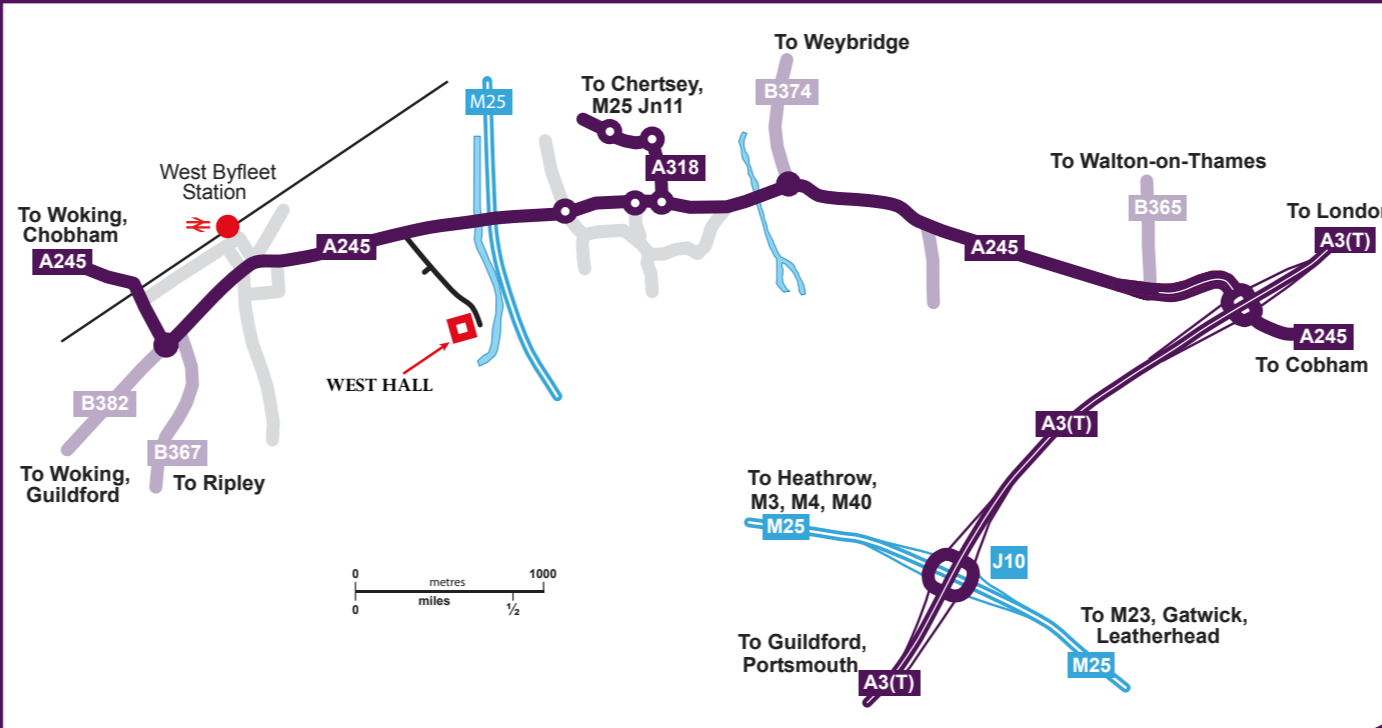 To Weybridge
B374
To Chertsey,
M25 Jn11
A318
M25
West Byfleet
Station
To Woking,
Chobham
A245
A245
To Walton-on-Thames
B365
To London
A3(T)
A245
A245
To Cobham
WEST HALL
B382
B367
To Woking,
Guildford
To Ripley
A3(T)
To Heathrow,
M3, M4, M40
M25
J10
0 metres 1000
0 miles ½
To M23, Gatwick,
Leatherhead
M25
To Guildford,
Portsmouth
A3(T)